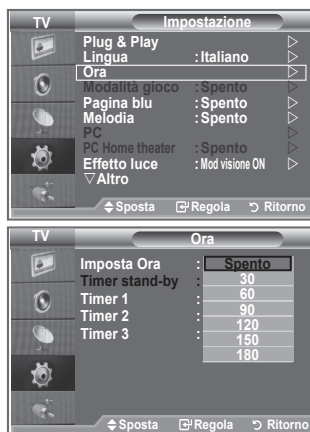 TV Impostazione
Plug & Play
Lingua : Italiano
Ora
Modalità gioco : Spento
Pagina blu : Spento
Melodia : Spento
PC
PC Home theater : Spento
Effetto luce : Mod visione ON
▽Altro
Sposta Regola Ritorno
TV Ora
Imposta Ora : Spento
Timer stand-by : 30
Timer 1 : 60
Timer 2 : 90
Timer 3 : 120
150
180
Sposta Regola Ritorno